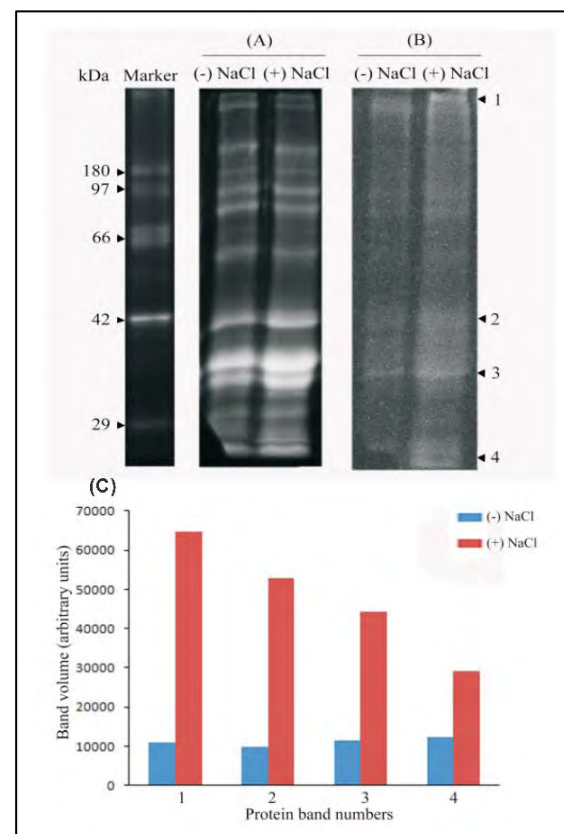 (A) (B)
kDa Marker (-) NaCl (+) NaCl (-) NaCl (+) NaCl
1
180
97
66
42 2
3
29
4
(C)
70000
60000
50000
40000
30000
20000
10000
0
Band volume (arbitrary units)
(-) NaCl
(+) NaCl
1 2 3 4
Protein band numbers